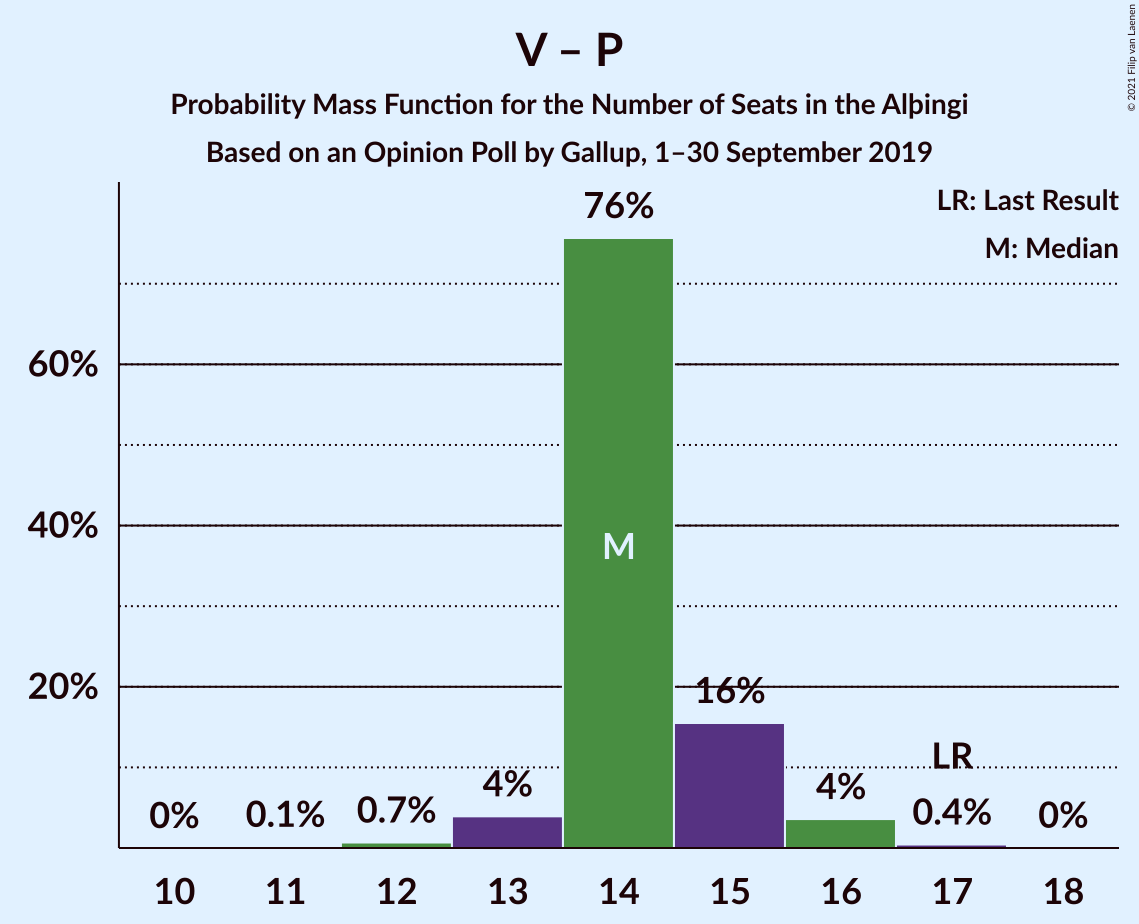 V – P
Probability Mass Function for the Number of Seats in the Alþingi
Based on an Opinion Poll by Gallup, 1–30 September 2019
© 2021 Filip van Laenen
LR: Last Result
M: Median
60%
40%
20%
0%
0.1%
0.7%
4%
76%
M
16%
4%
LR
0.4%
0%
10 11 12 13 14 15 16 17 18